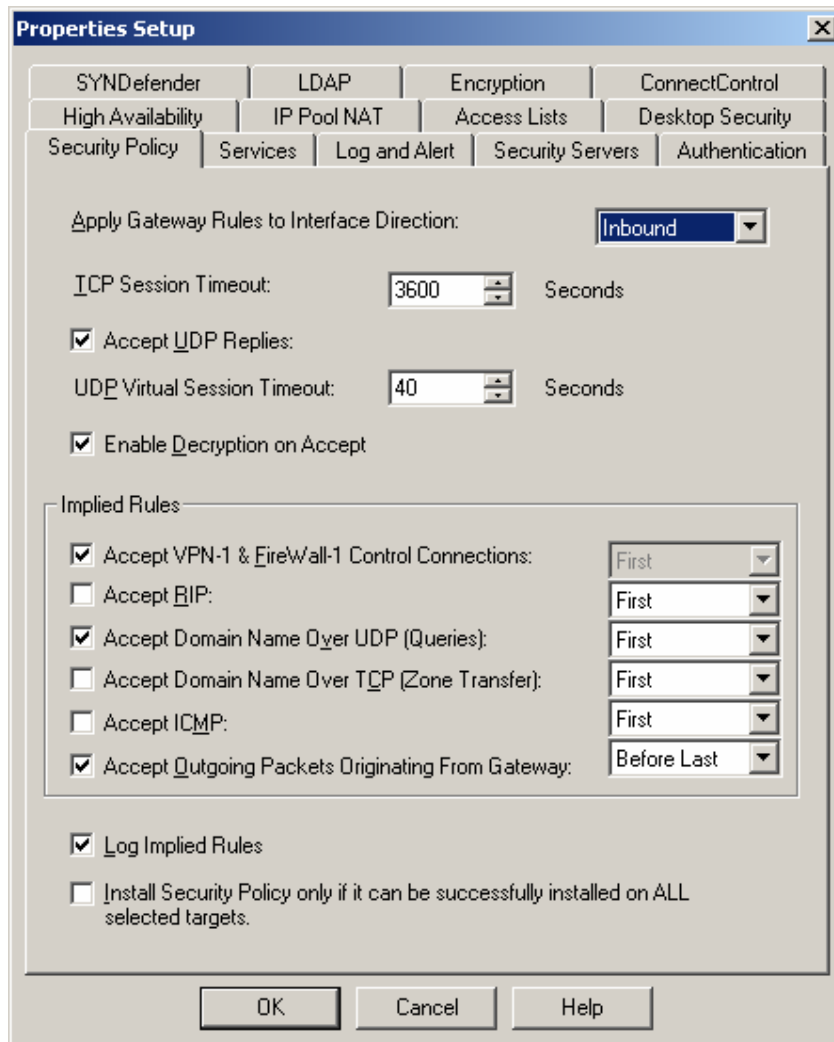 Properties Setup
SYNDefender LDAP Encryption ConnectControl
High Availability IP Pool NAT Access Lists Desktop Security
Security Policy Services Log and Alert Security Servers Authentication
Apply Gateway Rules to Interface Direction: Inbound
TCP Session Timeout: 3600 Seconds
Accept UDP Replies:
UDP Virtual Session Timeout: 40 Seconds
Enable Decryption on Accept
Implied Rules
Accept VPN-1 & FireWall-1 Control Connections: First
Accept RIP: First
Accept Domain Name Over UDP (Queries): First
Accept Domain Name Over TCP (Zone Transfer): First
Accept ICMP: First
Accept Outgoing Packets Originating From Gateway: Before Last
Log Implied Rules
Install Security Policy only if it can be successfully installed on ALL
selected targets.
OK Cancel Help